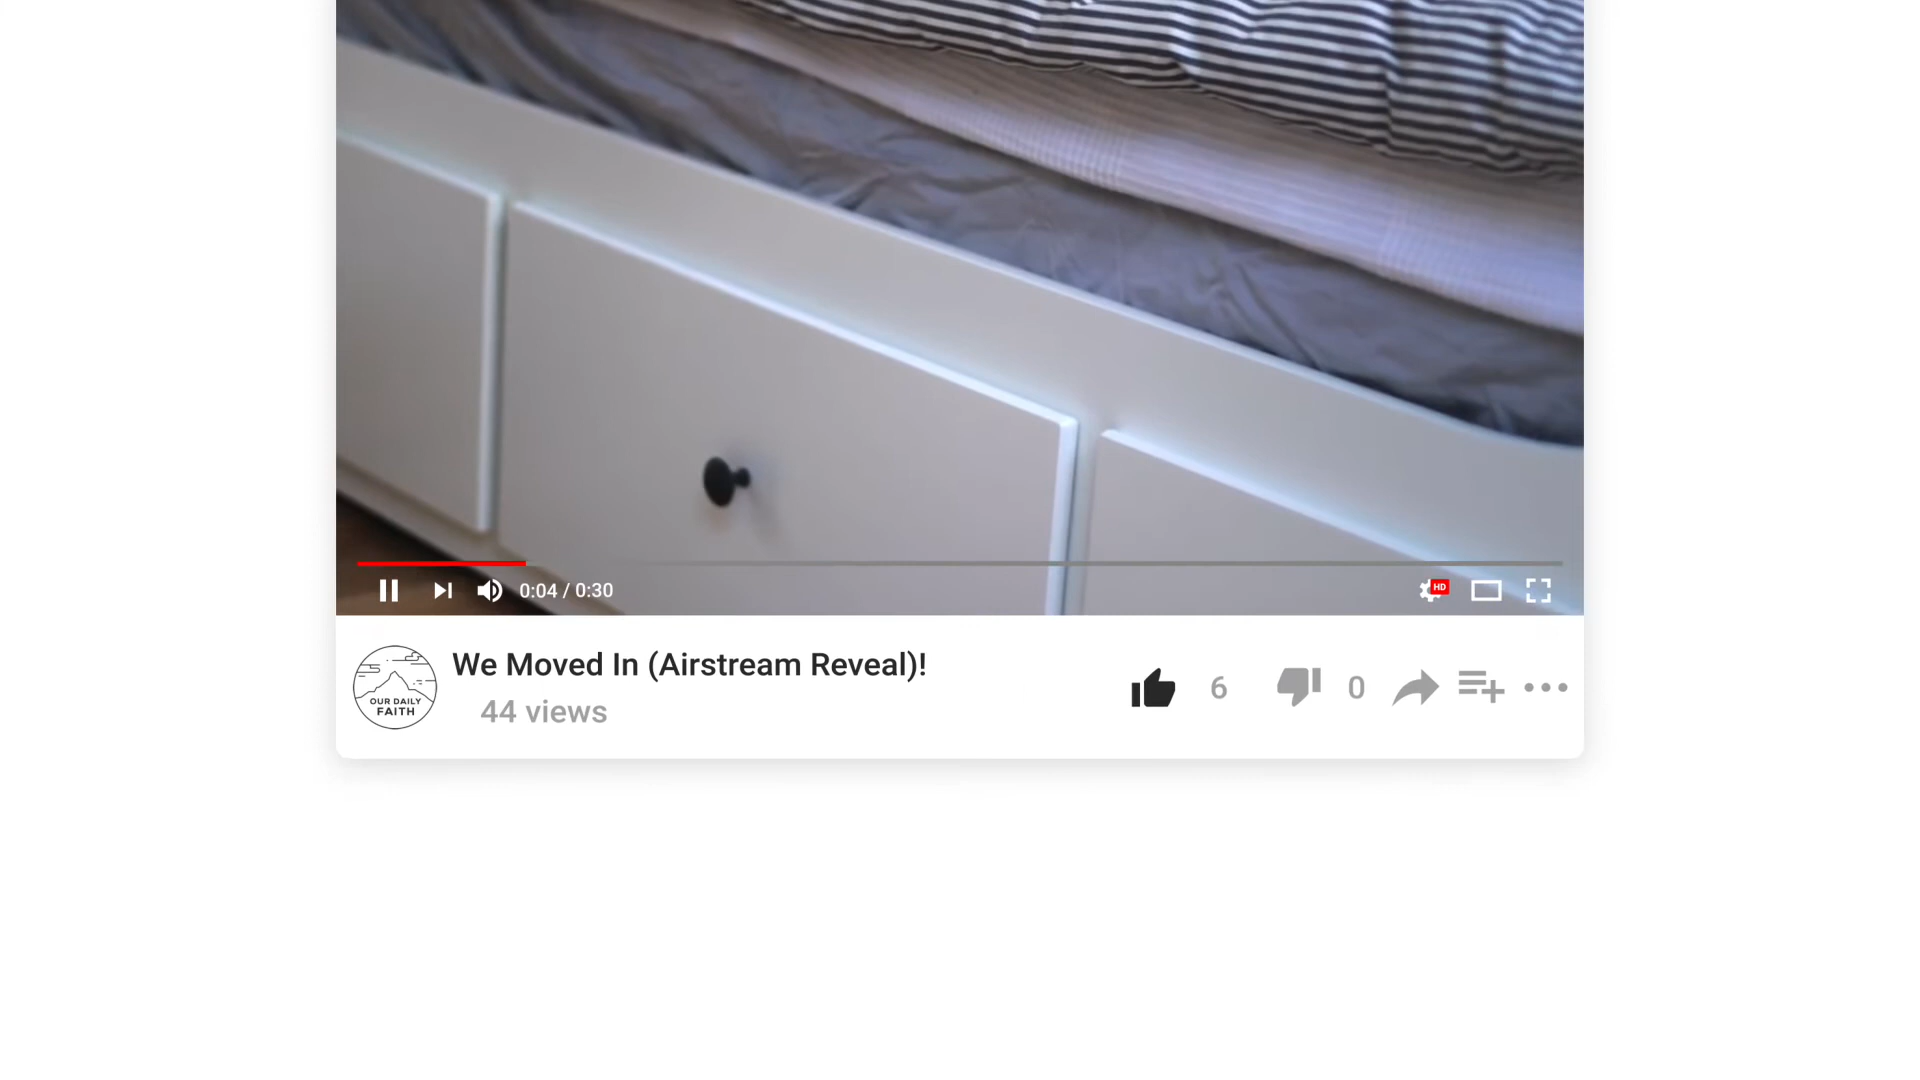 0:04 / 0:30
HD
We Moved In (Airstream Reveal)!
44 views
6
0
OUR DAILY
FAITH